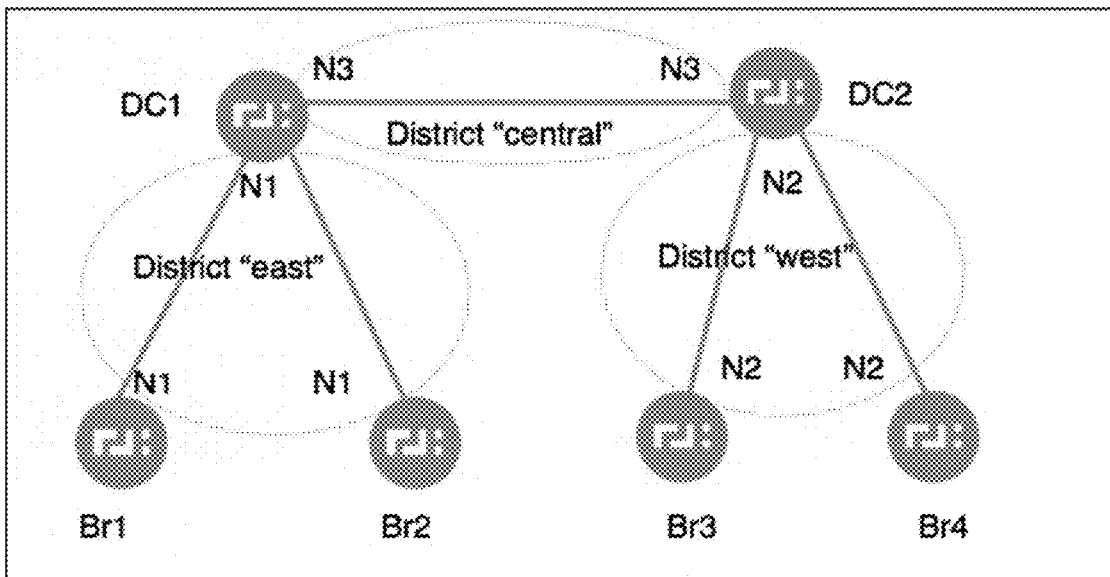 N3 N3
DC1 DC2
District “central”
N1 N2
District “east” District “west”
N1 N1 N2 N2
Br1 Br2 Br3 Br4